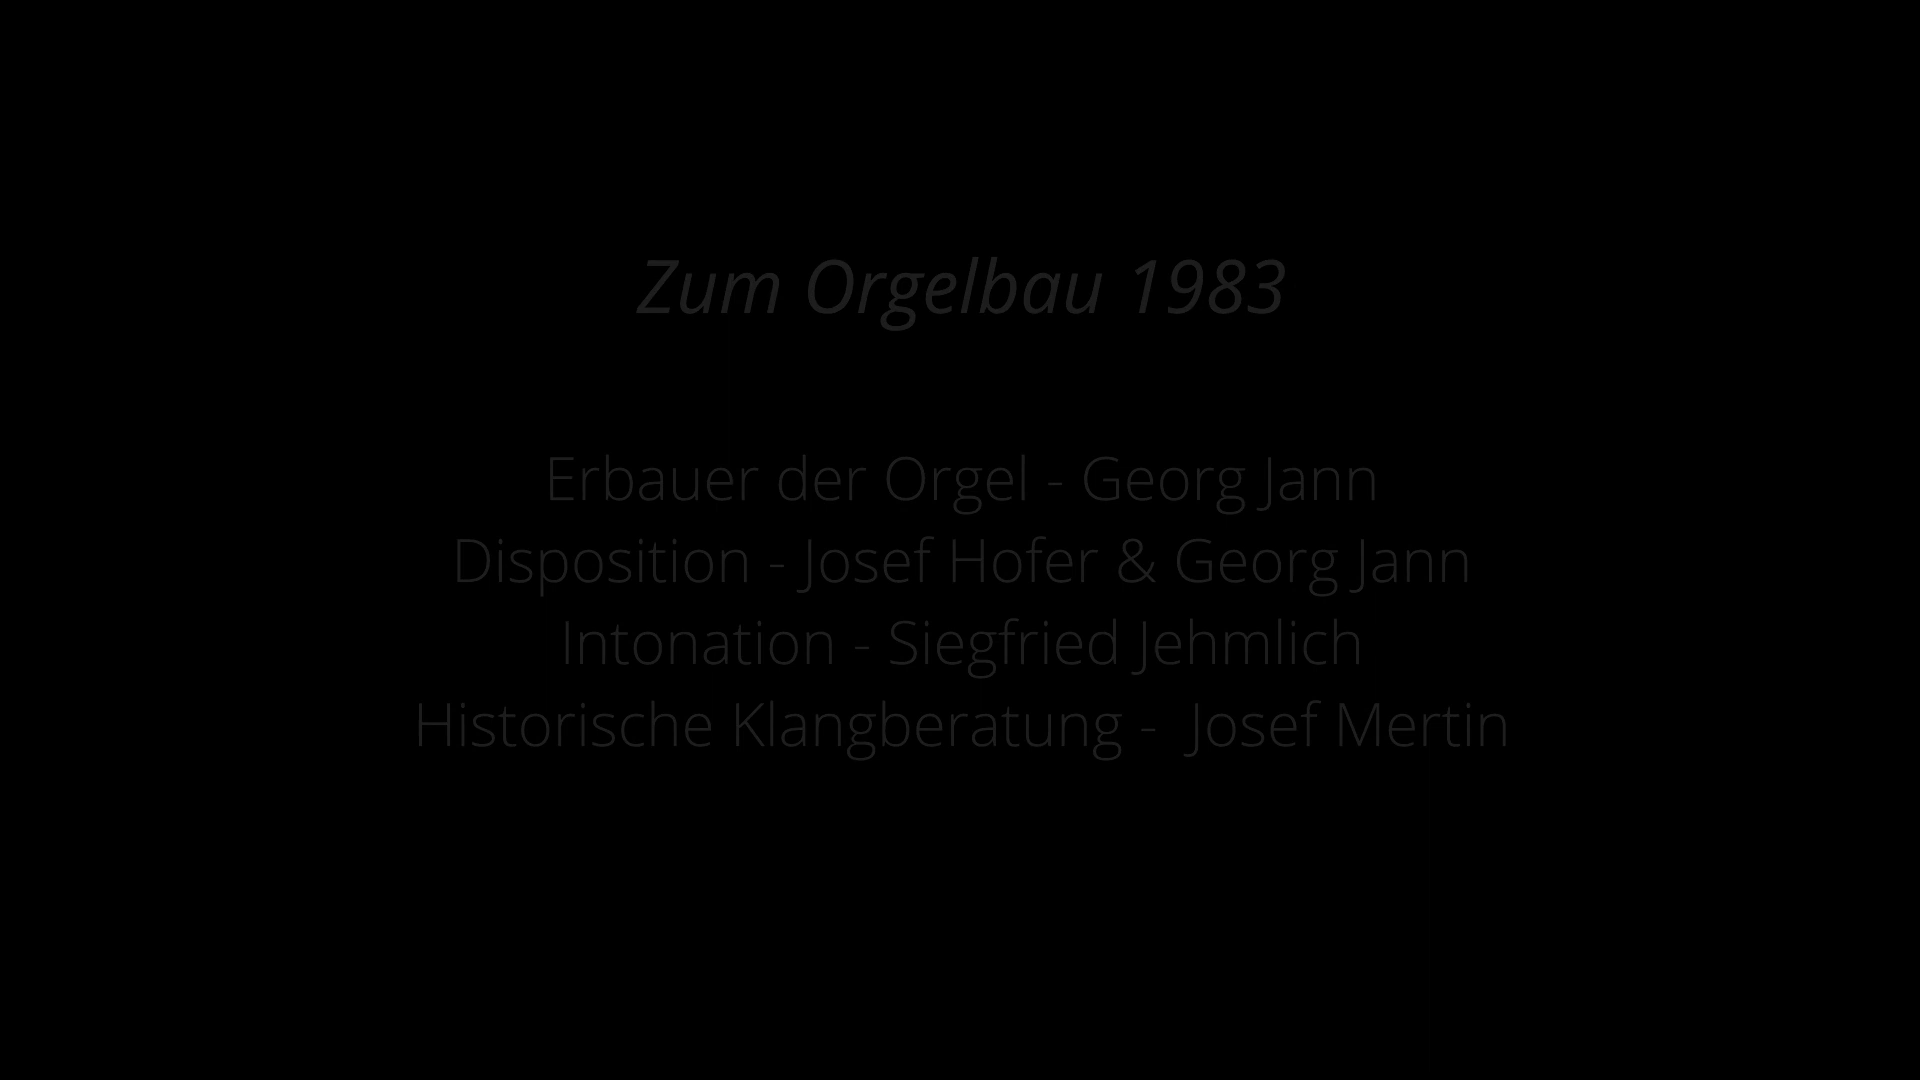 Zum Orgelbau 1983
Erbauer der Orgel - Georg Jann
Disposition - Josef Hofer & Georg Jann
Intonation - Siegfried Jehmlich
Historische Klangberatung - Josef Mertin